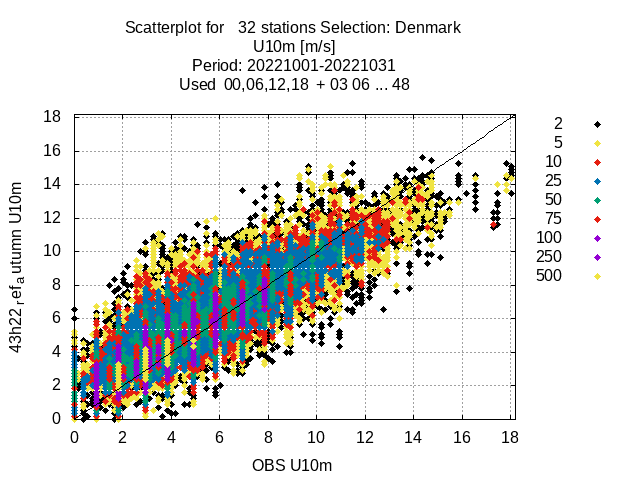 Scatterplot for 32 stations Selection: Denmark
U10m [m/s]
Period: 20221001-20221031
Used 00,06,12,18 + 03 06 ... 48
18
16
14
12
10
8
6
4
2
0
43h22,ref a utumn U10m
0 2 4 6 8 10 12 14 16 18
OBS U10m
2
5
10
25
50
75
100
250
500